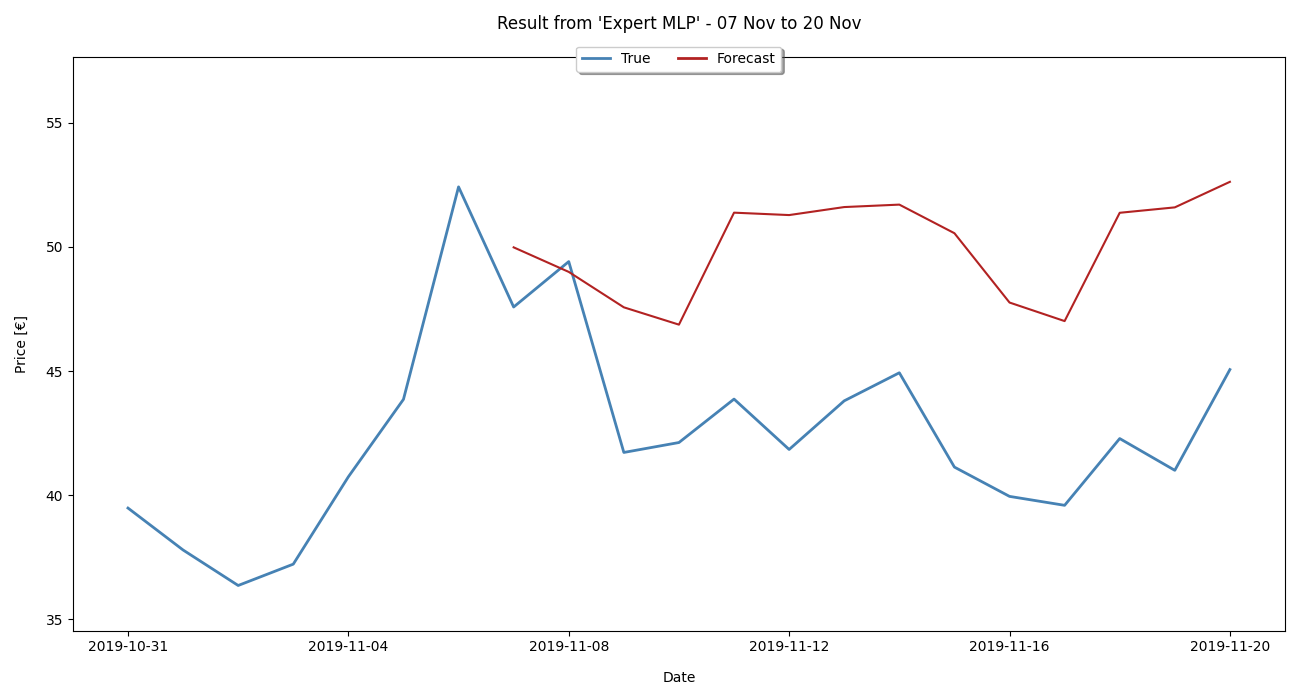 Result from 'Expert MLP' - 07 Nov to 20 Nov
True Forecast
55
50
45
40
35
Price [€]
2019-10-31 2019-11-04 2019-11-08 2019-11-12 2019-11-16 2019-11-20
Date